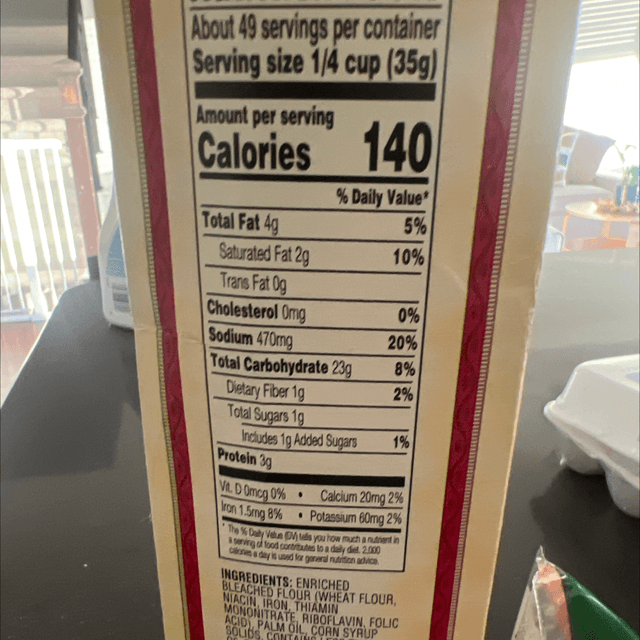 About 49 servings per container
Serving size 1/4 cup (35g)
Amount per serving
Calories 140
% Daily Value*
Total Fat 4g 5%
Saturated Fat 2g 10%
Trans Fat 0g
Cholesterol 0mg 0%
Sodium 470mg 20%
Total Carbohydrate 23g 8%
Dietary Fiber 1g 2%
Total Sugars 1g
Includes 1g Added Sugars 1%
Protein 3g
Vit. D 0mcg 0% • Calcium 20mg 2%
Iron 1.5mg 8% • Potassium 60mg 2%
* The % Daily Value (DV) tells you how much a nutrient in
a serving of food contributes to a daily diet. 2,000
calories a day is used for general nutrition advice.
INGREDIENTS: ENRICHED
BLEACHED FLOUR (WHEAT FLOUR,
NIACIN, IRON, THIAMIN
MONONITRATE, RIBOFLAVIN, FOLIC
ACID), PALM OIL, CORN SYRUP